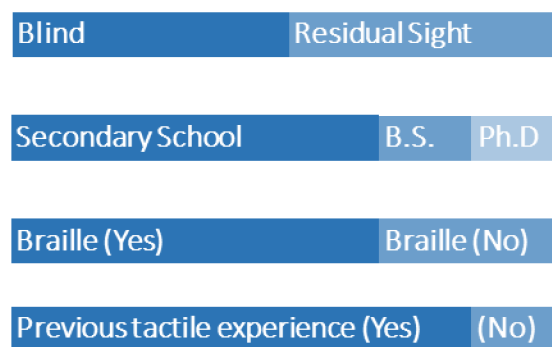 Blind Residual Sight
Secondary School B.S. Ph.D
Braille (Yes) Braille (No)
Previous tactile experience (Yes) (No)